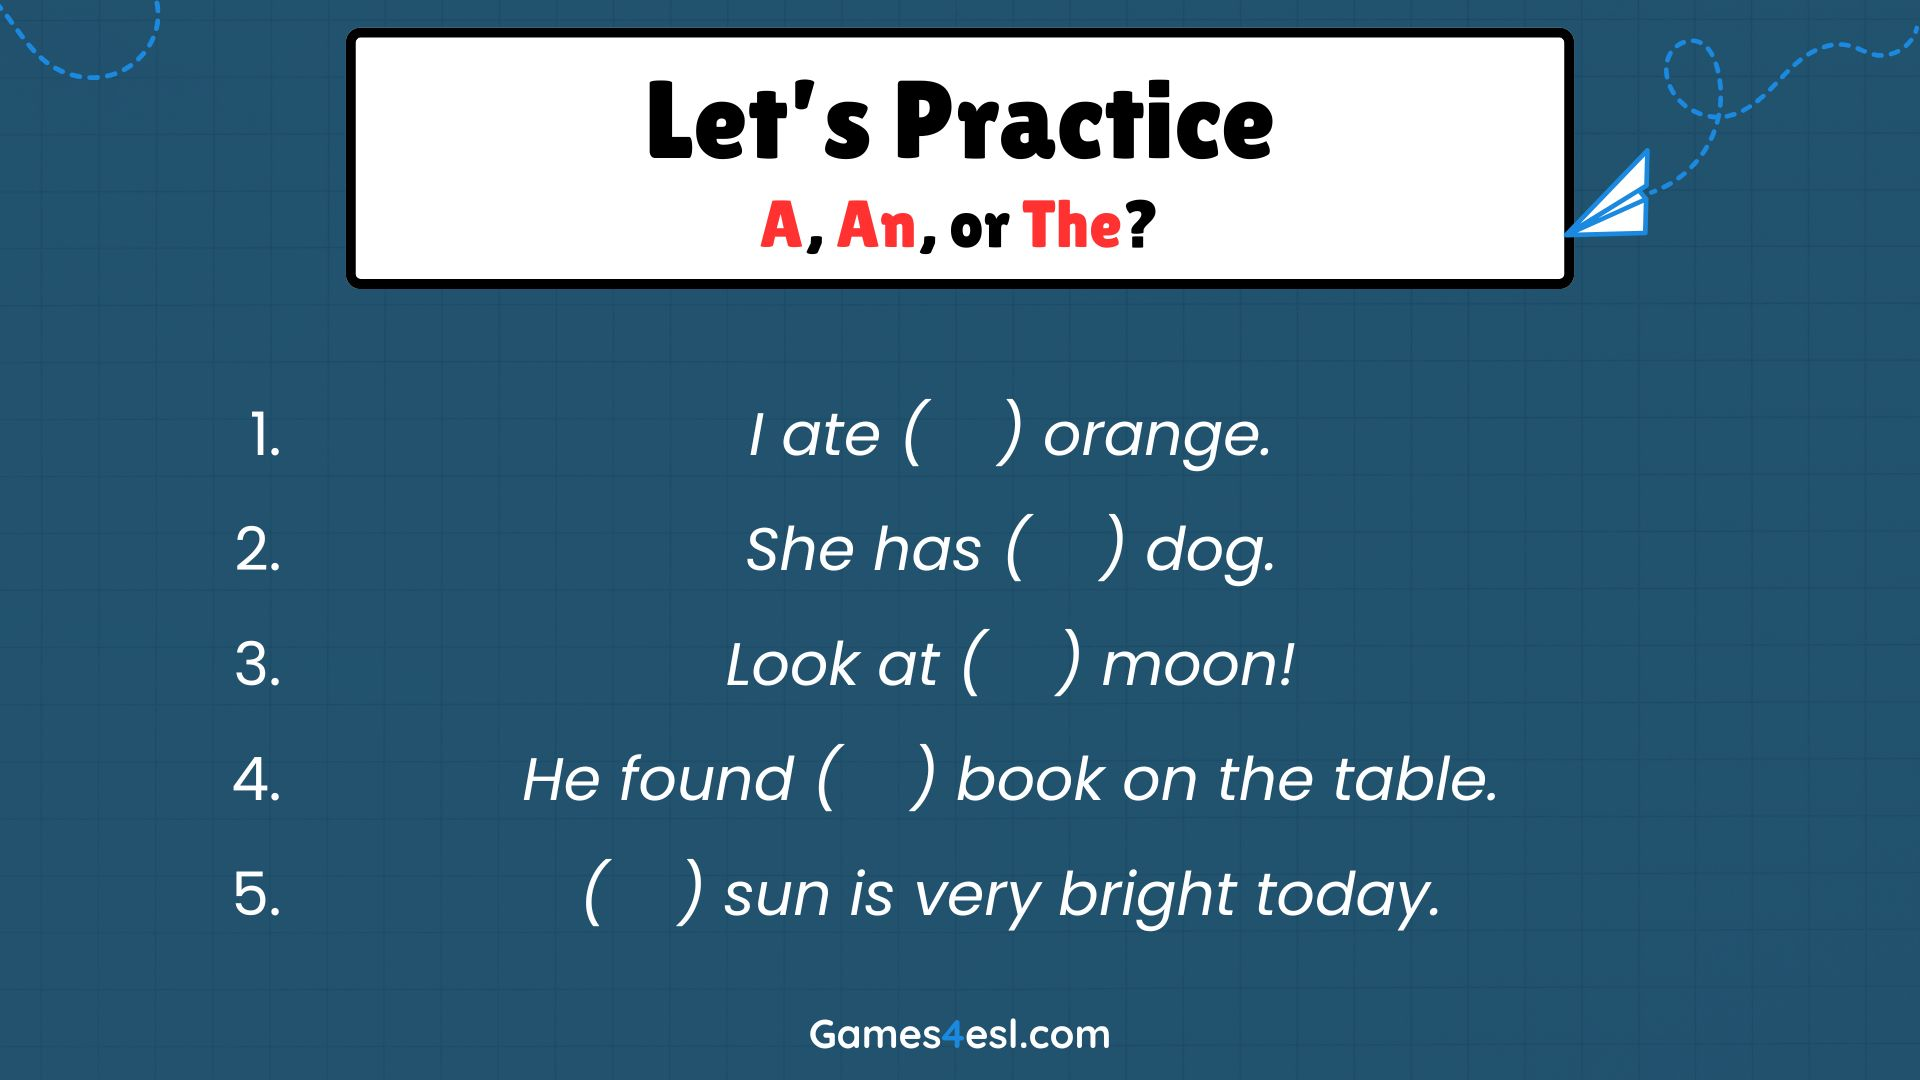 Let's Practice
A, An, or The?
1. I ate (   ) orange.
2. She has (   ) dog.
3. Look at (   ) moon!
4. He found (   ) book on the table.
5. (   ) sun is very bright today.
Games4esl.com